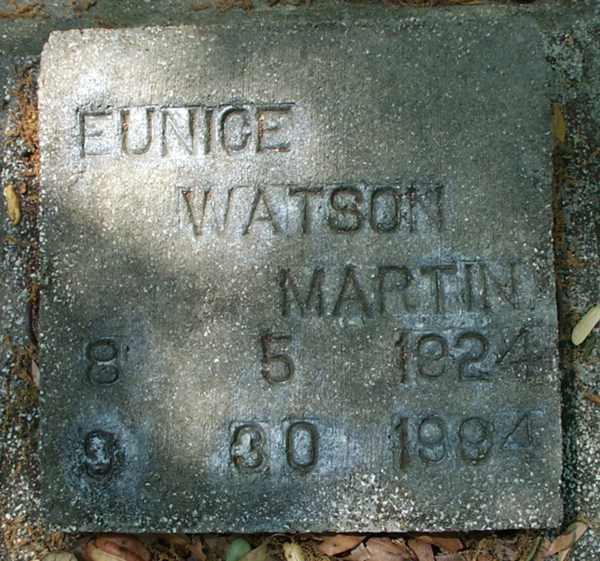 EUNICE
WATSON
MARTIN
8 5 1924
9 30 1994